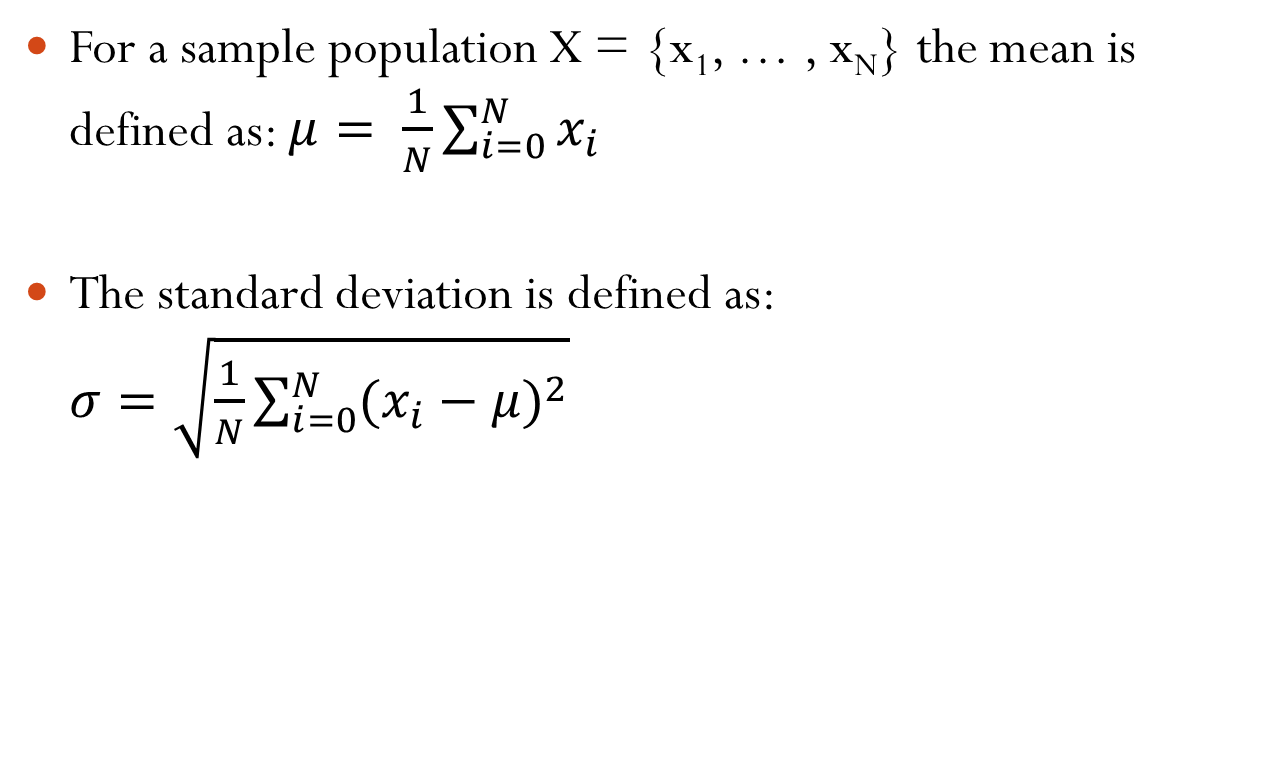 • For a sample population X = {x₁, … , x_N} the mean is
defined as: μ = 1/N ∑_{i=0}^{N} x_i
• The standard deviation is defined as:
σ = √(1/N ∑_{i=0}^{N} (x_i − μ)²)